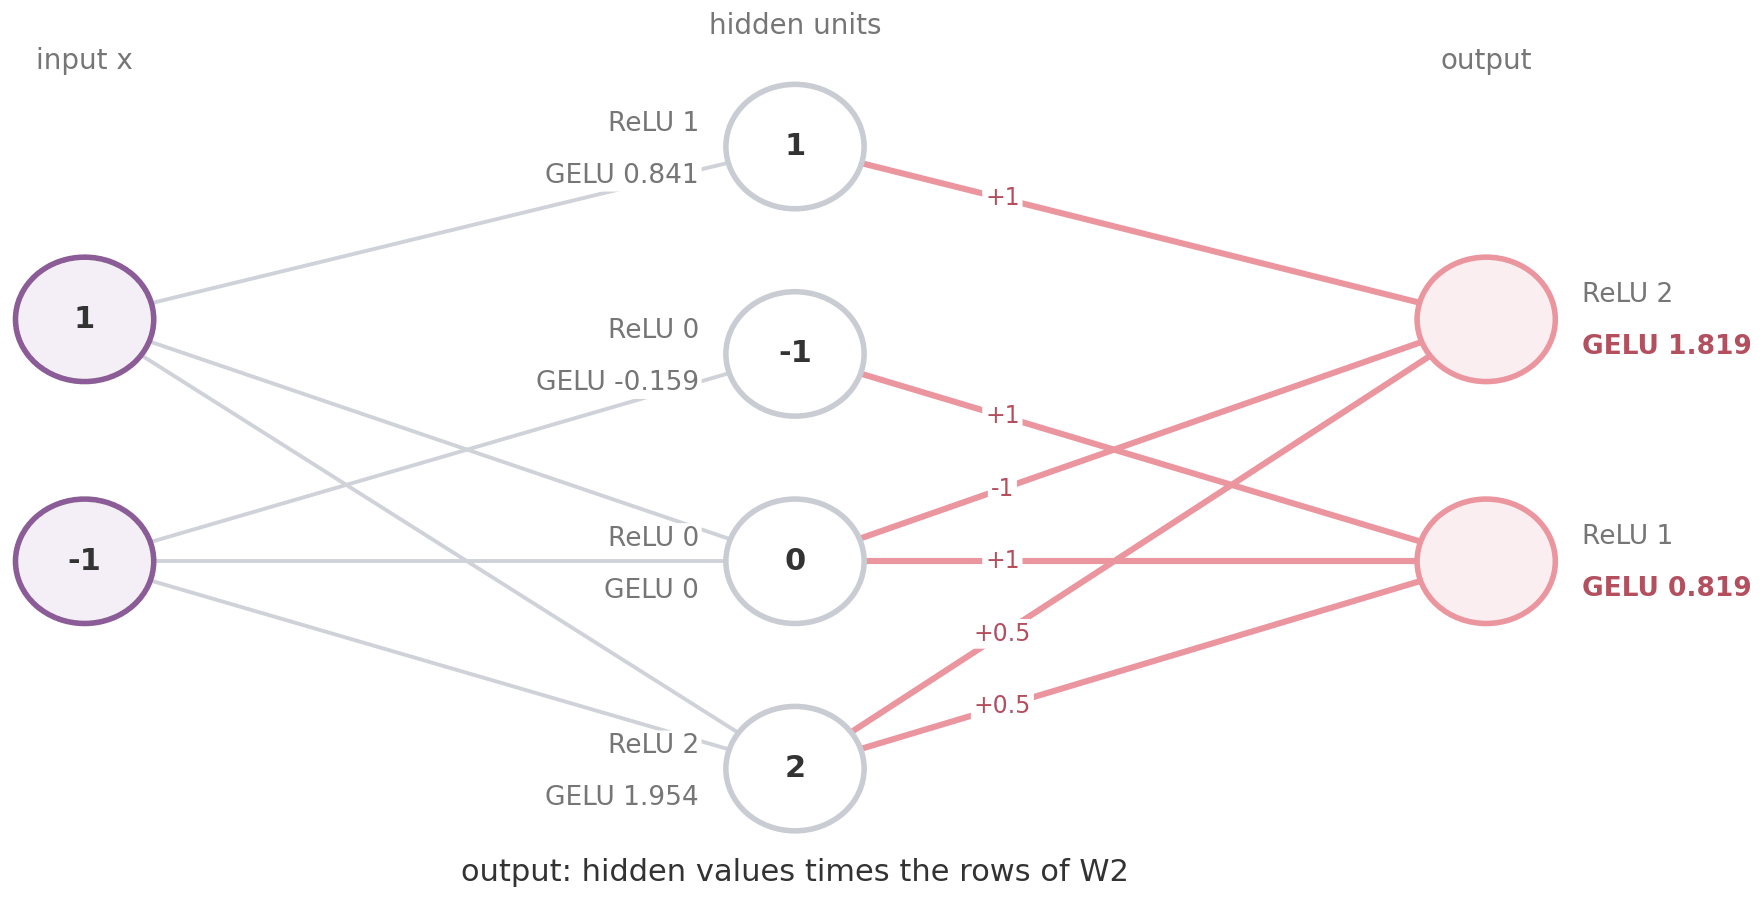 hidden units
input x
output
ReLU 1
GELU 0.841
1
+1
1
ReLU 0
GELU -0.159
-1
+1
ReLU 2
GELU 1.819
-1
-1
ReLU 0
GELU 0
0
+1
ReLU 1
GELU 0.819
+0.5
+0.5
ReLU 2
GELU 1.954
2
output: hidden values times the rows of W2